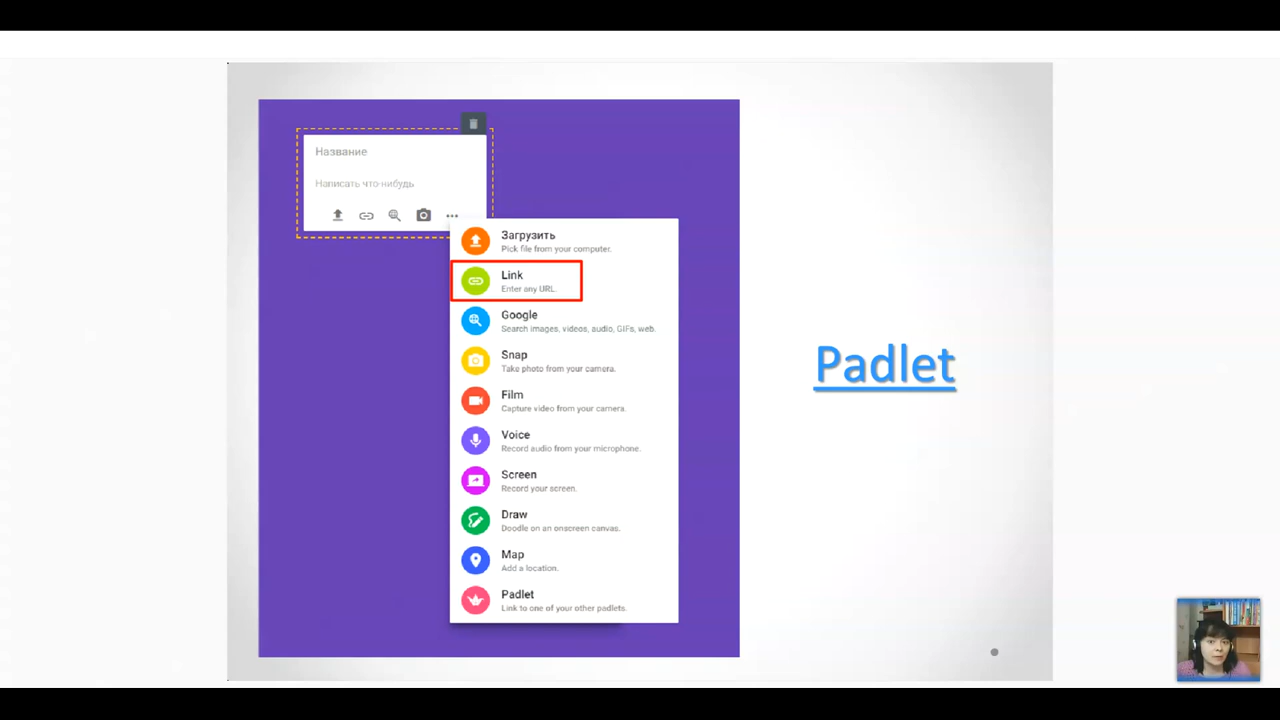 Название
Написать что-нибудь
Загрузить
Pick file from your computer.
Link
Enter any URL.
Google
Search images, videos, audio, GIFs, web.
Snap
Take photo from your camera.
Film
Capture video from your camera.
Voice
Record audio from your microphone.
Screen
Record your screen.
Draw
Doodle on an onscreen canvas.
Map
Add a location.
Padlet
Link to one of your other padlets.
Padlet